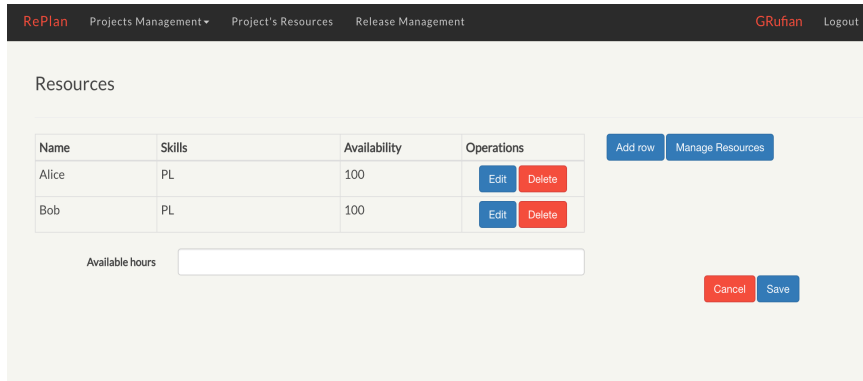 RePlan Projects Management Project's Resources Release Management GRufian Logout
Resources
Name Skills Availability Operations
Add row Manage Resources
Alice PL 100 Edit Delete
Bob PL 100 Edit Delete
Available hours
Cancel Save